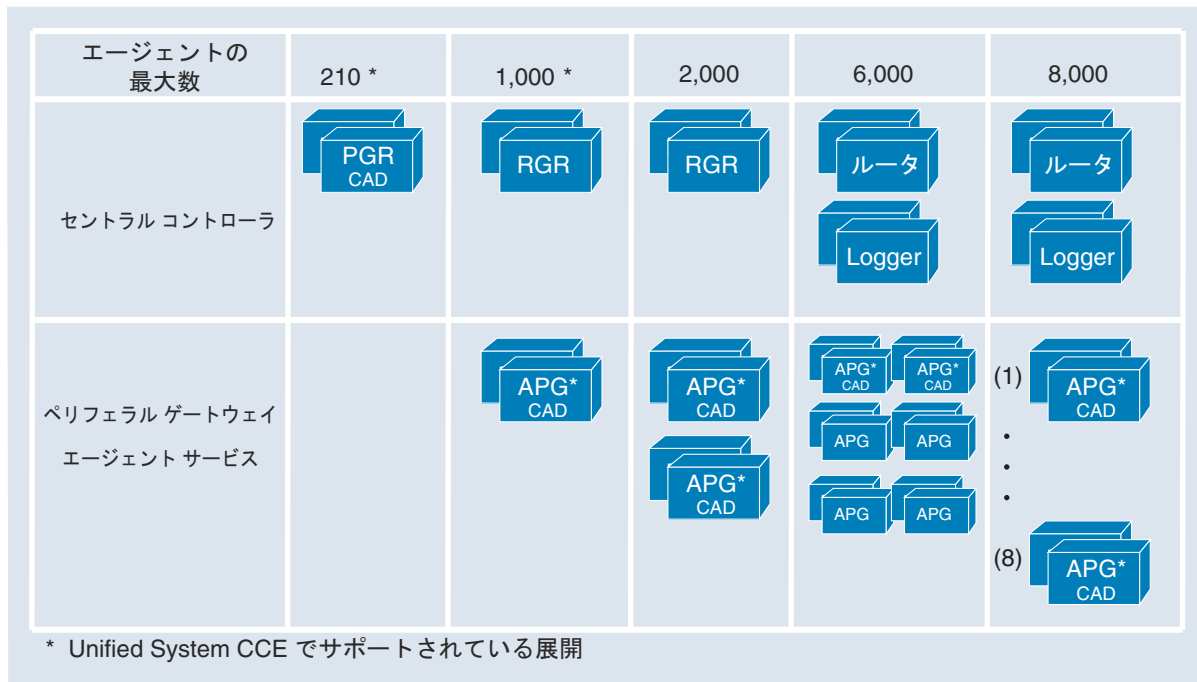 エージェントの
最大数
210 *
1,000 *
2,000
6,000
8,000
セントラル コントローラ
PGR
CAD
RGR
RGR
ルータ
Logger
ルータ
Logger
ペリフェラル ゲートウェイ
エージェント サービス
APG*
CAD
APG*
CAD
APG*
CAD
APG*
CAD
APG*
CAD
APG
APG
APG
APG
(1)
APG*
CAD
(8)
APG*
CAD
* Unified System CCE でサポートされている展開